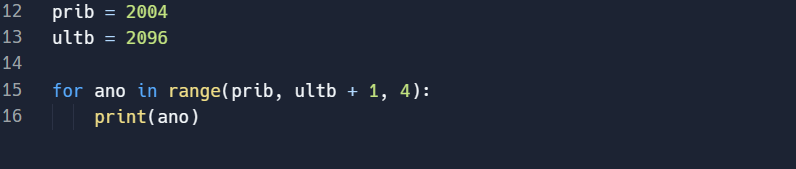 12 prib = 2004
13 ultb = 2096
14
15 for ano in range(prib, ultb + 1, 4):
16     print(ano)